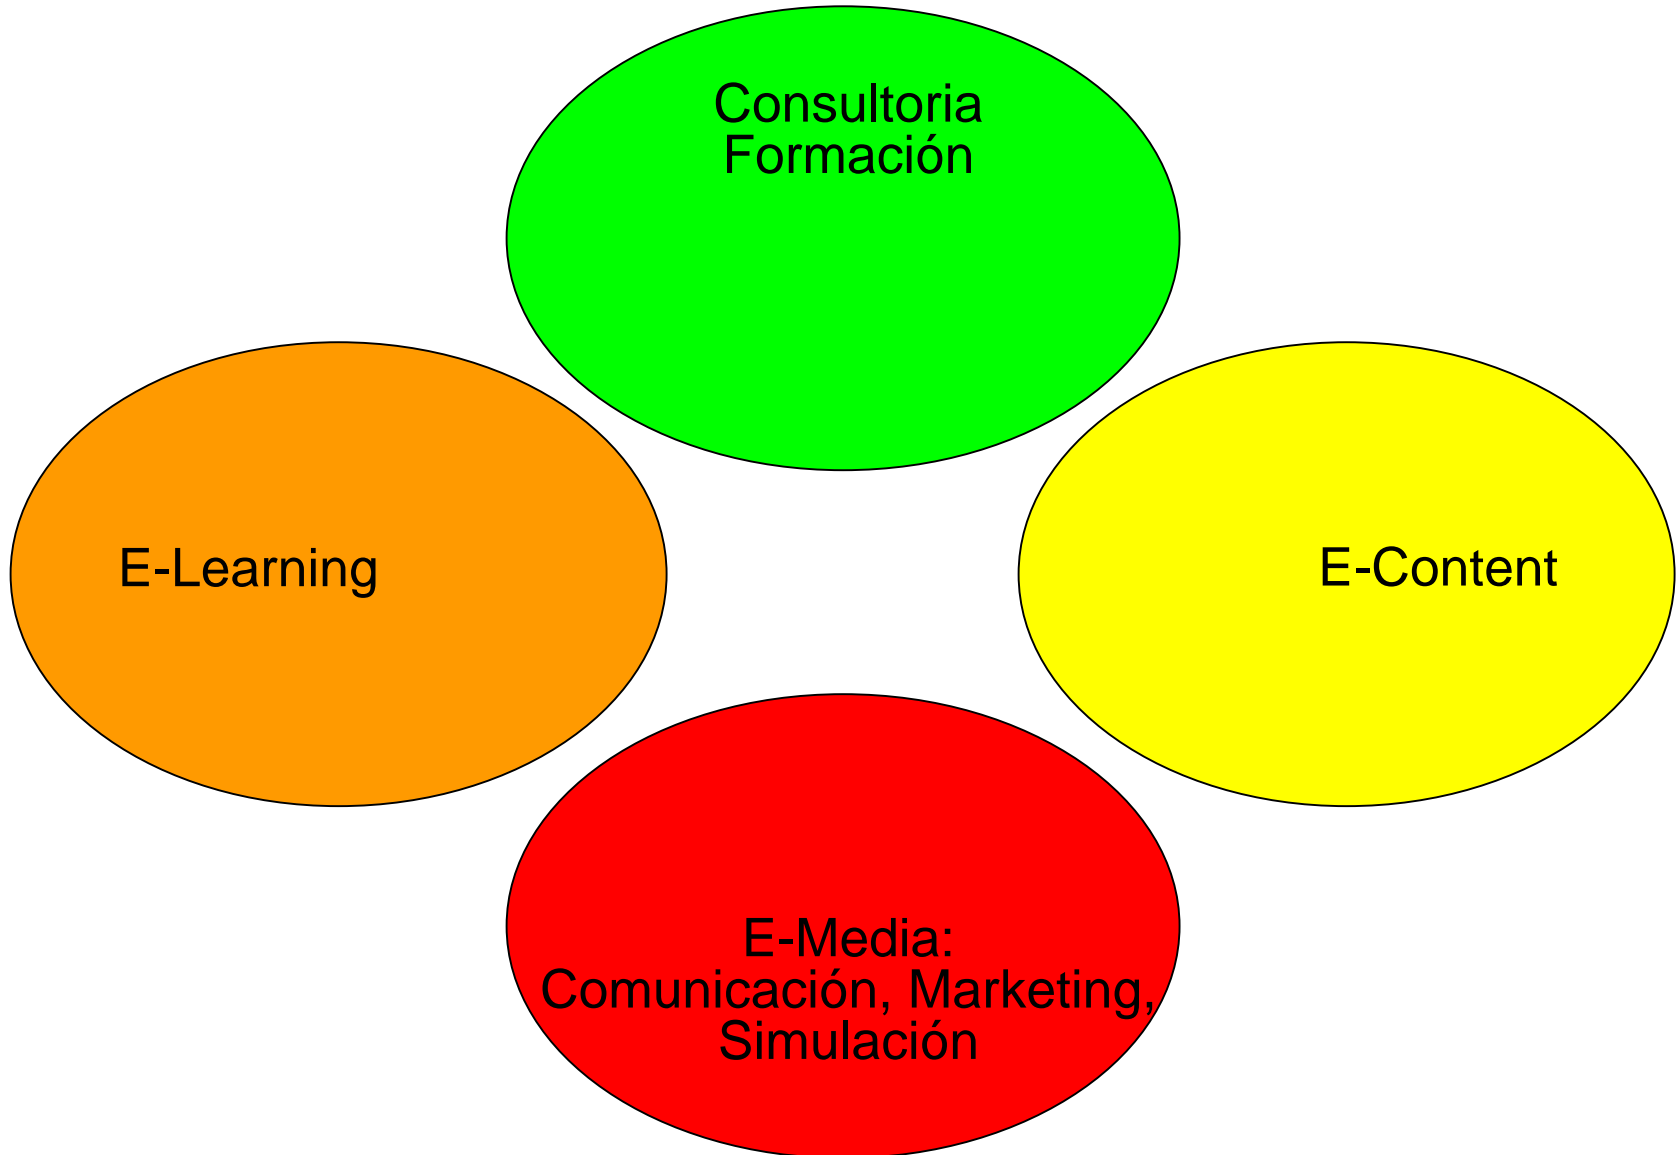 Consultoria
Formación
E-Learning
E-Content
E-Media:
Comunicación, Marketing,
Simulación